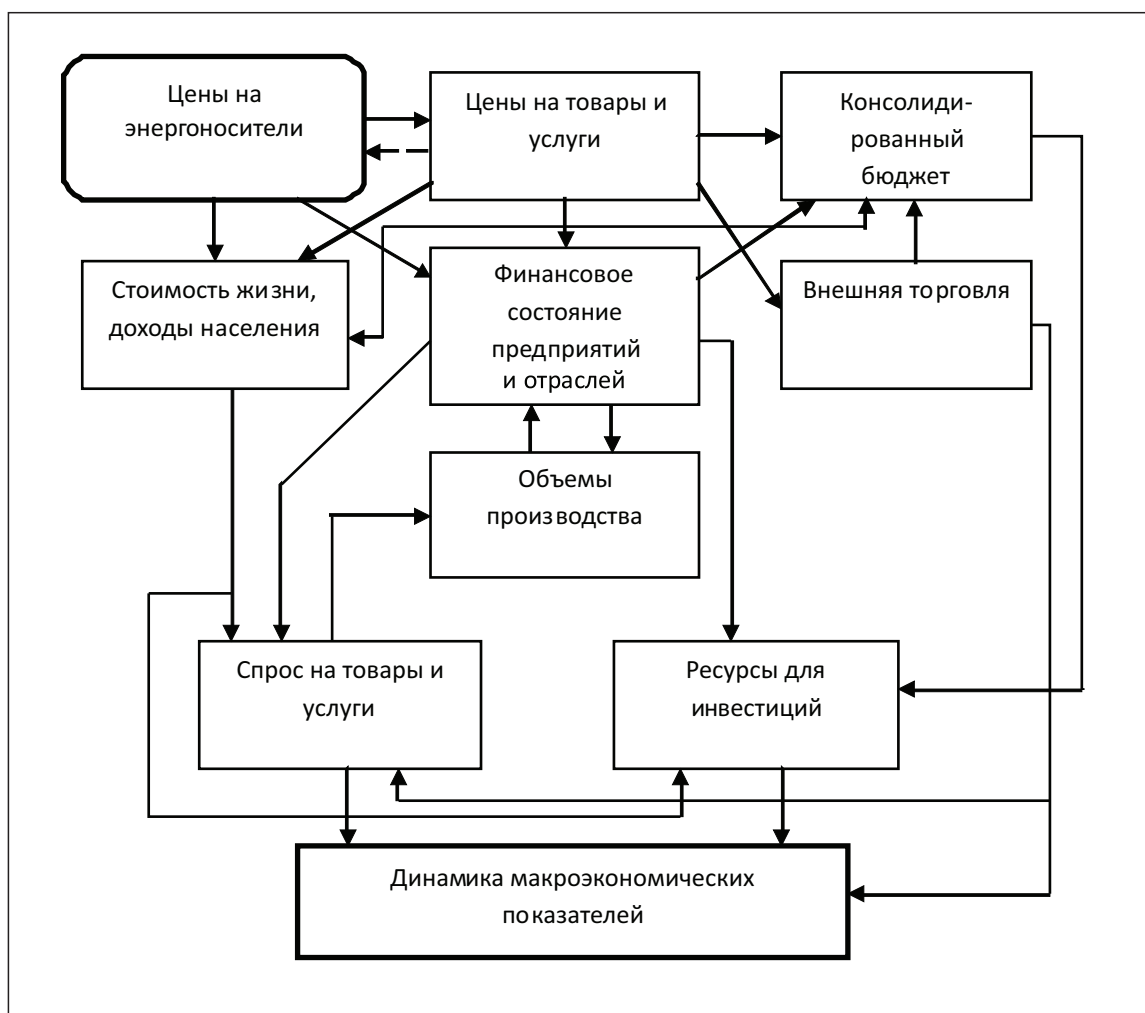 Цены на
энергоносители
Цены на товары и
услуги
Консолиди-
рованный
бюджет
Стоимость жизни,
доходы населения
Финансовое
состояние
предприятий
и отраслей
Внешняя торговля
Объемы
производства
Спрос на товары и
услуги
Ресурсы для
инвестиций
Динамика макроэкономических
показателей